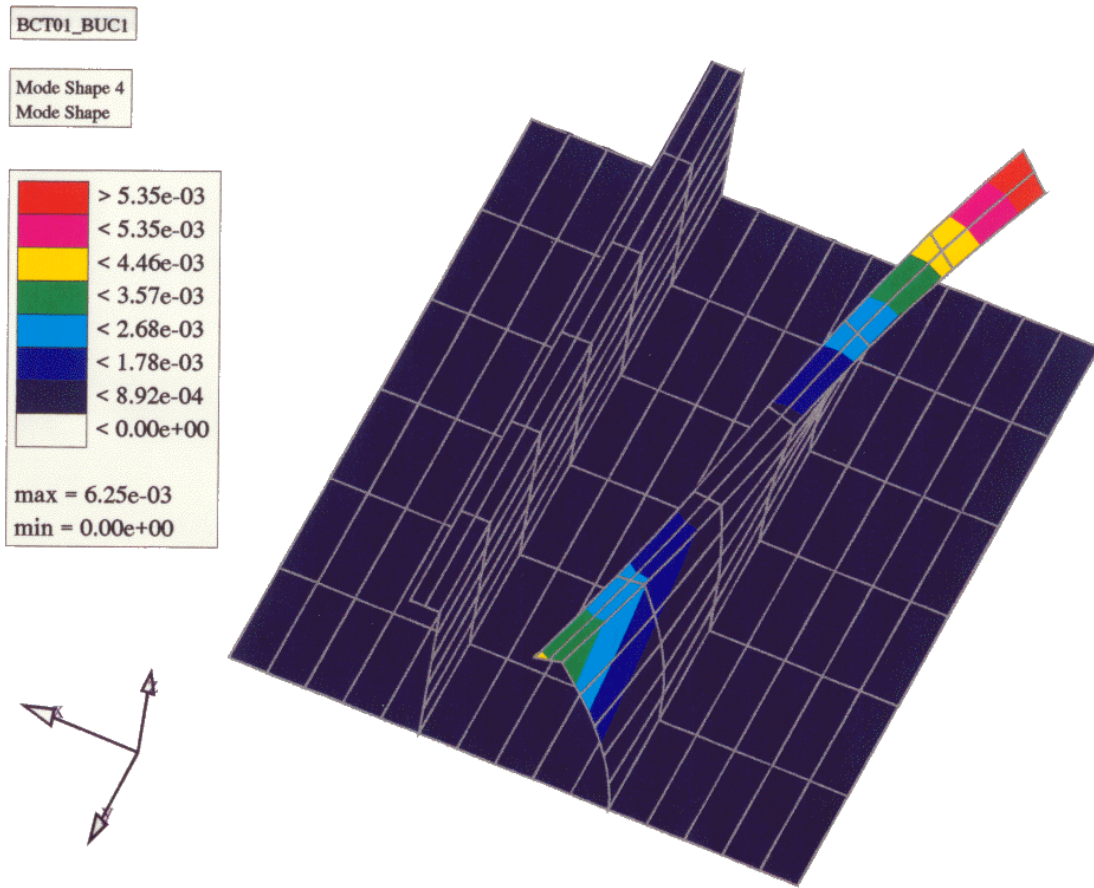 BCT01_BUC1
Mode Shape 4
Mode Shape
> 5.35e-03
< 5.35e-03
< 4.46e-03
< 3.57e-03
< 2.68e-03
< 1.78e-03
< 8.92e-04
< 0.00e+00
max = 6.25e-03
min = 0.00e+00